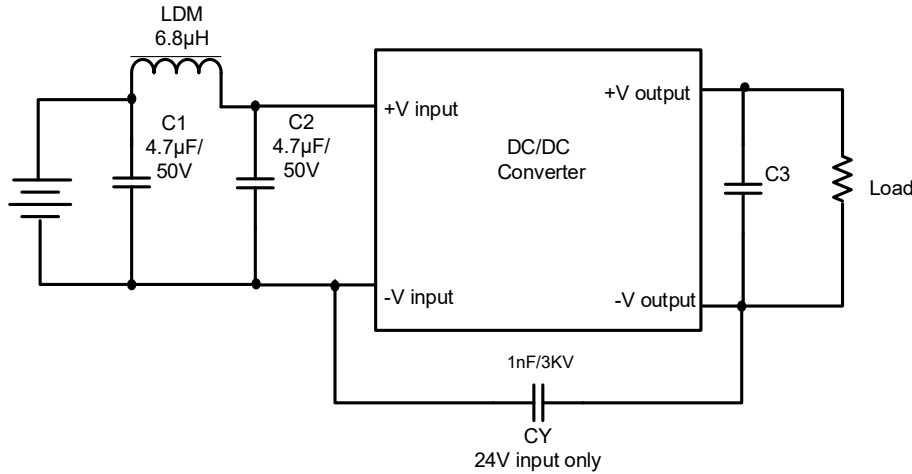 LDM
6.8µH
C1
4.7µF/
50V
C2
4.7µF/
50V
+V input
-V input
DC/DC
Converter
+V output
-V output
C3
Load
1nF/3KV
CY
24V input only